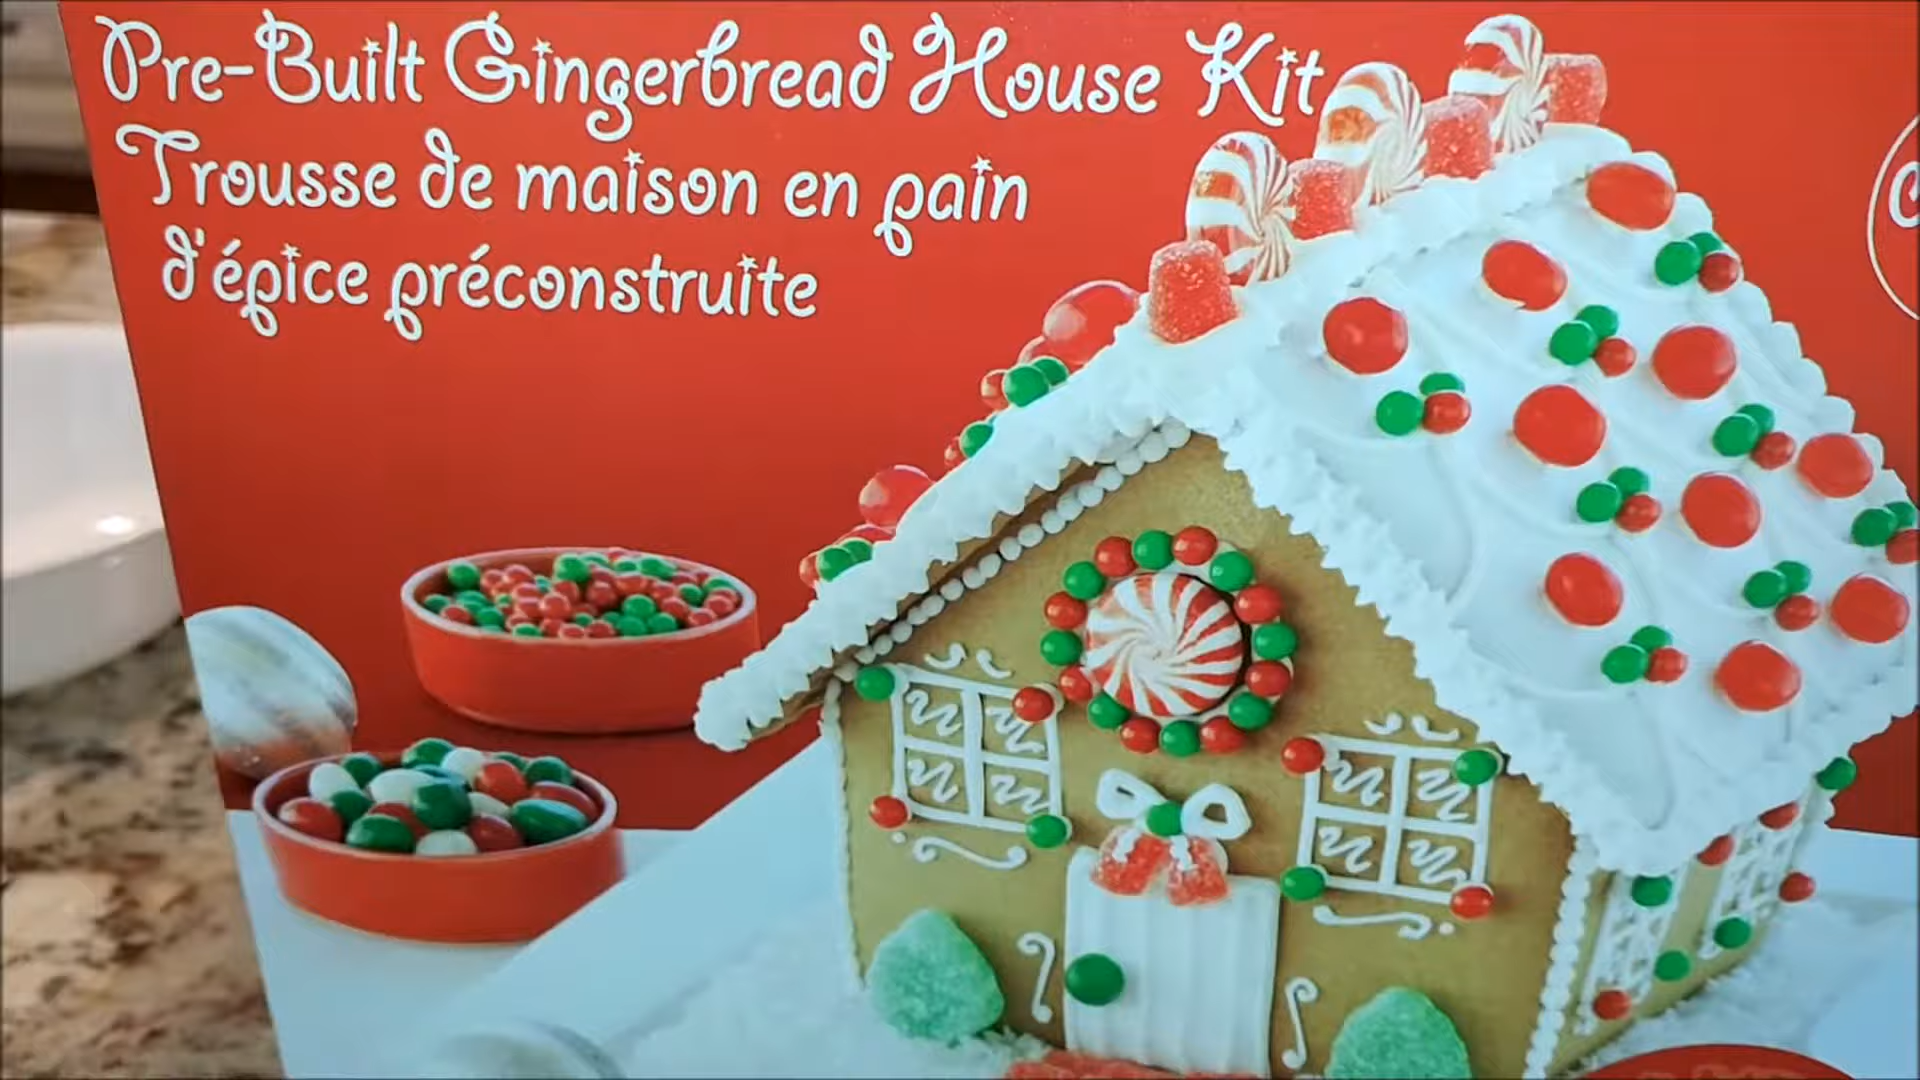 Pre-Built Gingerbread House Kit
Trousse de maison en pain
d'épice préconstruite